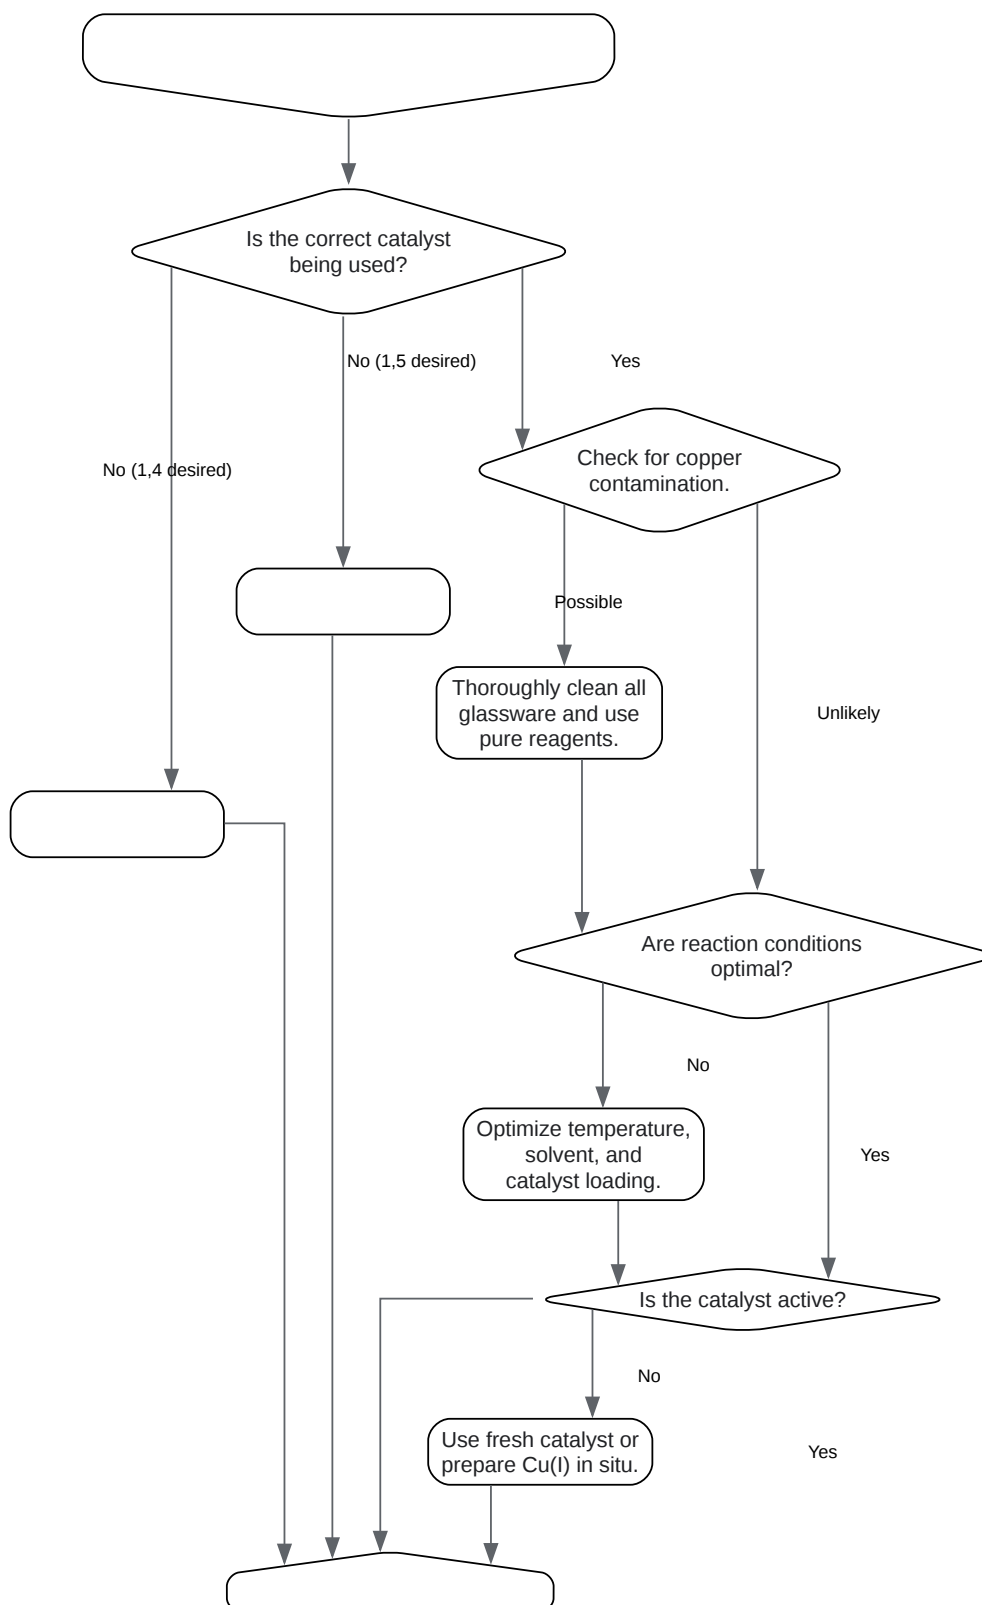 Is the correct catalyst
being used?
No (1,5 desired)
Yes
Check for copper
contamination.
No (1,4 desired)
Possible
Thoroughly clean all
glassware and use
pure reagents.
Unlikely
Are reaction conditions
optimal?
No
Optimize temperature,
solvent, and
catalyst loading.
Yes
Is the catalyst active?
No
Use fresh catalyst or
prepare Cu(I) in situ.
Yes